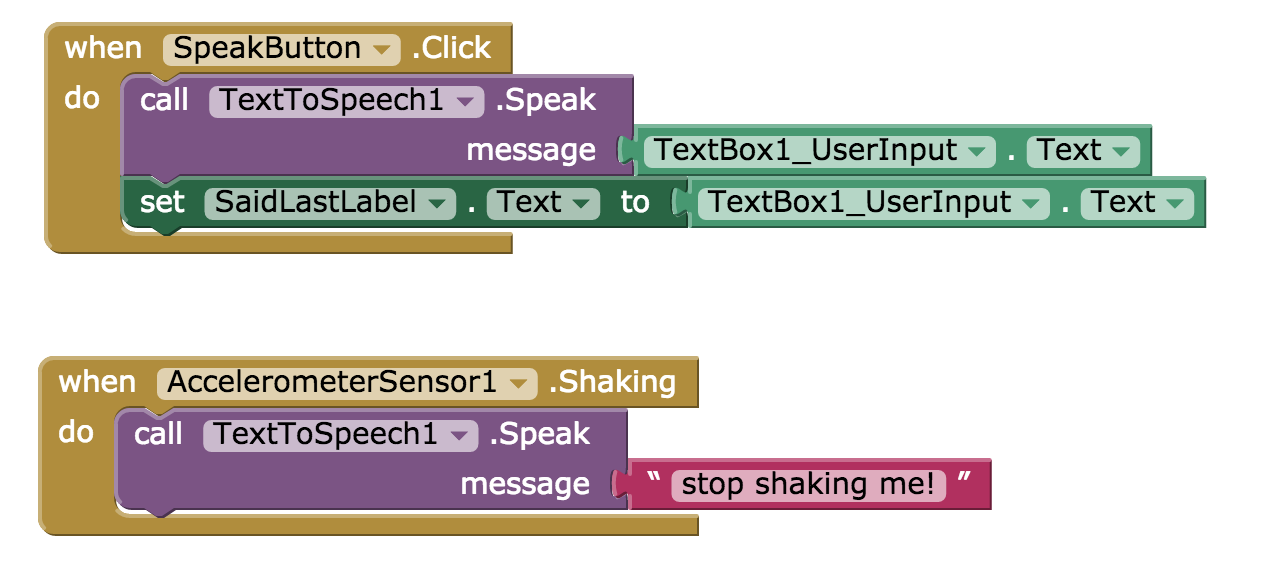 when SpeakButton .Click
do call TextToSpeech1 .Speak
message TextBox1_UserInput . Text
set SaidLastLabel . Text to TextBox1_UserInput . Text
when AccelerometerSensor1 .Shaking
do call TextToSpeech1 .Speak
message “ stop shaking me! ”